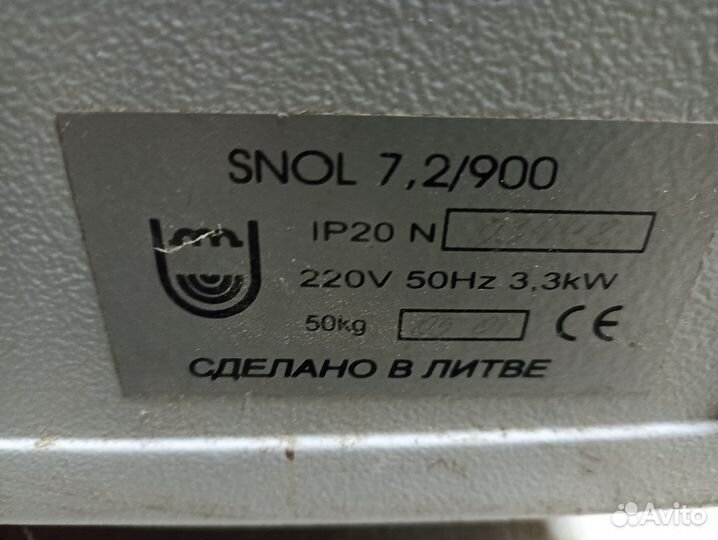 SNOL 7,2/900
IP20 N
220V 50Hz 3,3kW
50kg CE
СДЕЛАНО В ЛИТВЕ
Avito